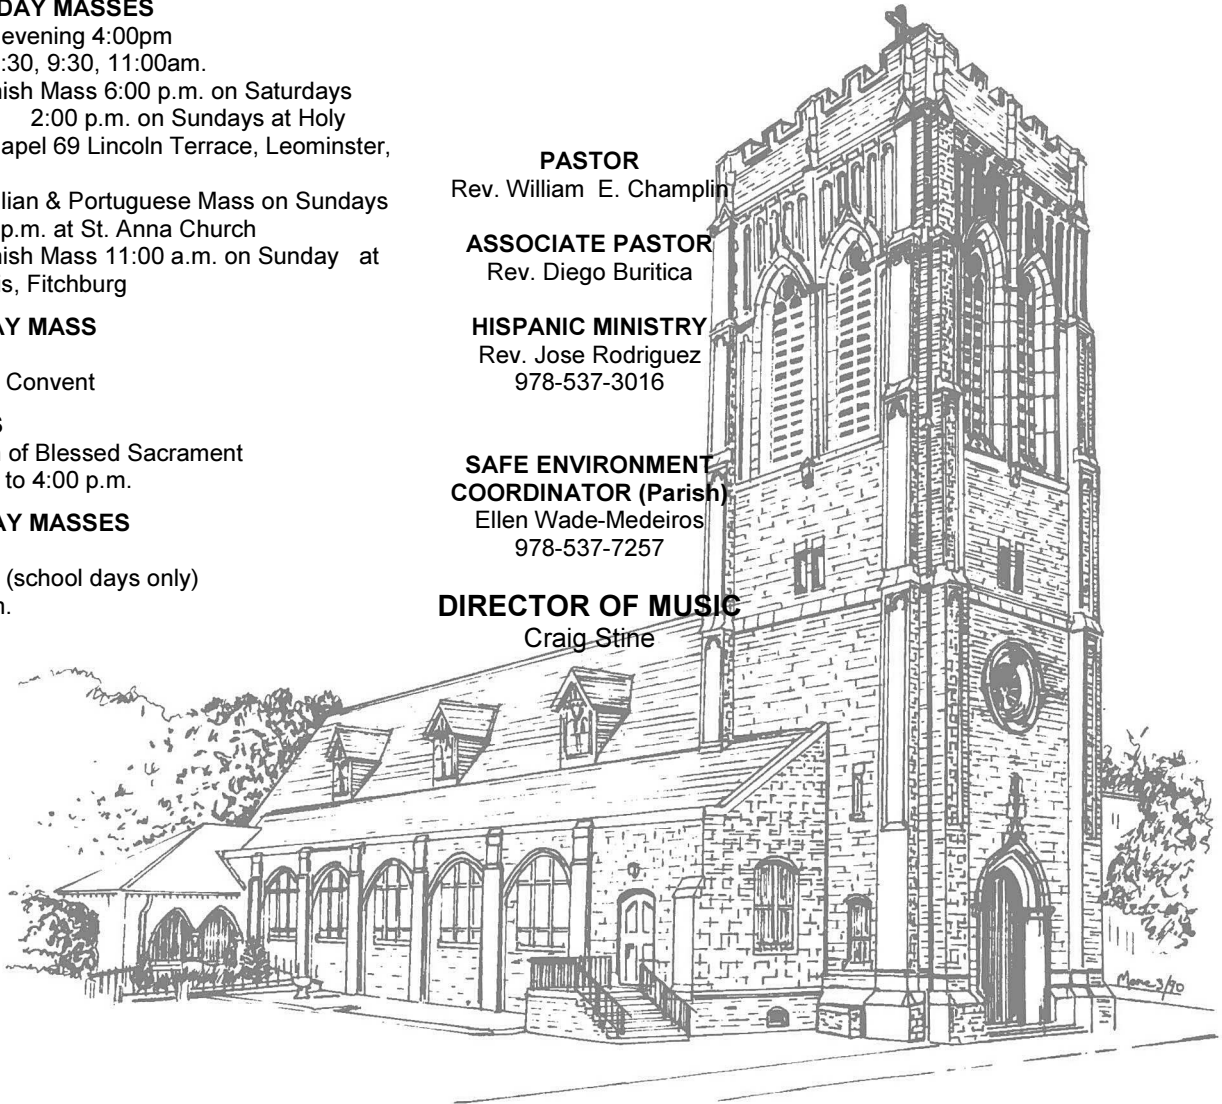 DAY MASSES
evening 4:00pm
:30, 9:30, 11:00am.
nish Mass 6:00 p.m. on Saturdays
2:00 p.m. on Sundays at Holy
apel 69 Lincoln Terrace, Leominster,
lian & Portuguese Mass on Sundays
p.m. at St. Anna Church
nish Mass 11:00 a.m. on Sunday at
s, Fitchburg
AY MASS
Convent
S
of Blessed Sacrament
to 4:00 p.m.
AY MASSES
(school days only)
n.
PASTOR
Rev. William E. Champlin
ASSOCIATE PASTOR
Rev. Diego Buritica
HISPANIC MINISTRY
Rev. Jose Rodriguez
978-537-3016
SAFE ENVIRONMENT
COORDINATOR (Parish)
Ellen Wade-Medeiros
978-537-7257
DIRECTOR OF MUSIC
Craig Stine
3/90